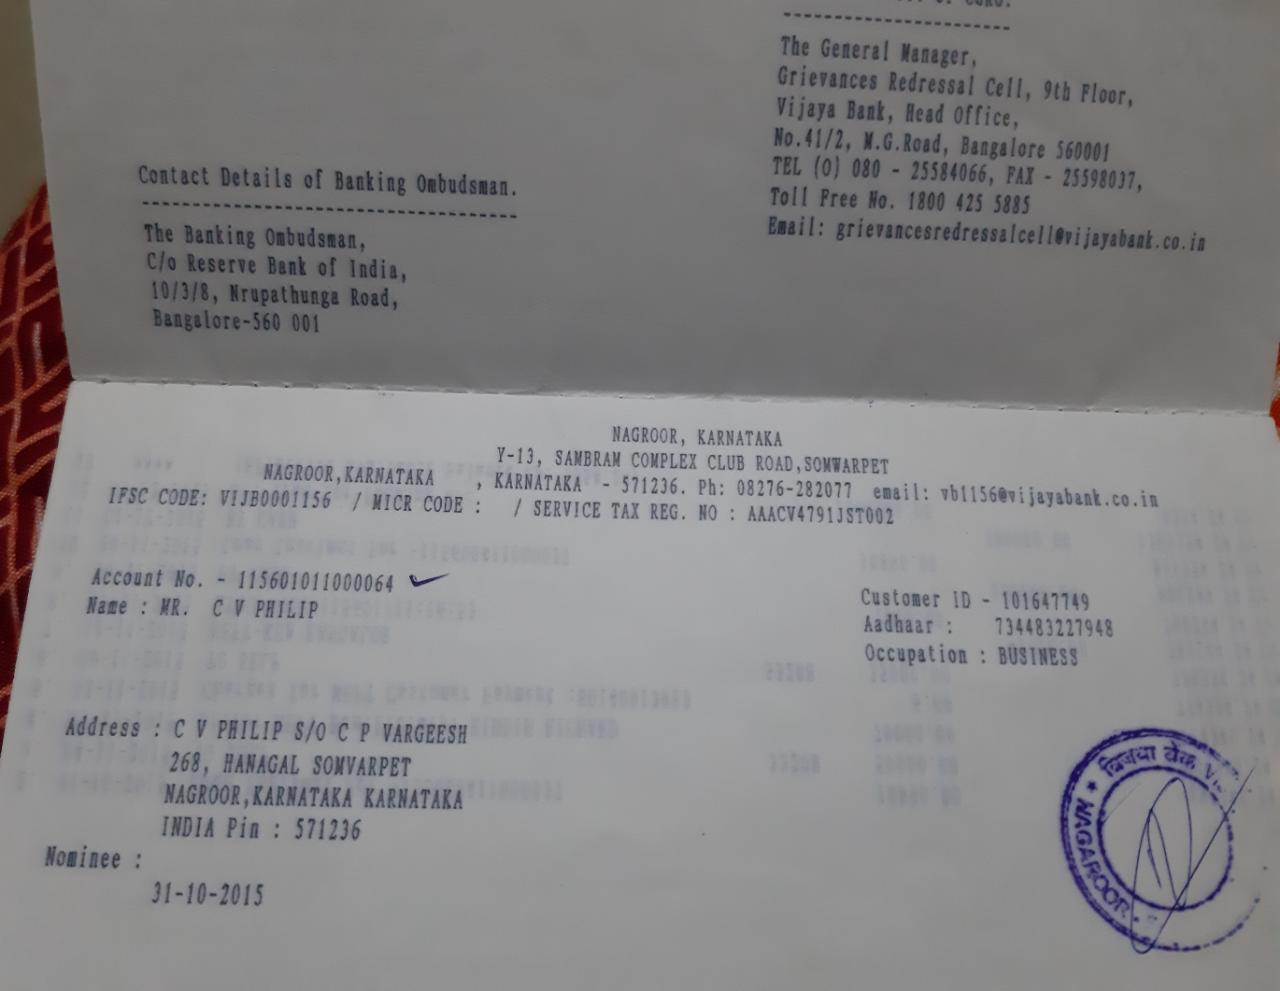 The General Manager,
Grievances Redressal Cell, 9th Floor,
Vijaya Bank, Head Office,
No.41/2, M.G.Road, Bangalore 560001
TEL (O) 080 - 25584066, FAX - 25598037,
Toll Free No. 1800 425 5885
Email: grievancesredressalcell@vijayabank.co.in
Contact Details of Banking Ombudsman.
The Banking Ombudsman,
C/o Reserve Bank of India,
10/3/8, Nrupathunga Road,
Bangalore-560 001
NAGROOR, KARNATAKA
Y-13, SAMBRAM COMPLEX CLUB ROAD,SOMWARPET
NAGROOR,KARNATAKA , KARNATAKA - 571236. Ph: 08276-282077 email: vb1156@vijayabank.co.in
IFSC CODE: VIJB0001156 / MICR CODE : / SERVICE TAX REG. NO : AAACV4791JST002
Account No. - 115601011000064
Name : MR. C V PHILIP
Customer ID - 101647749
Aadhaar : 734483227948
Occupation : BUSINESS
Address : C V PHILIP S/O C P VARGEESH
268, HANAGAL SOMVARPET
NAGROOR,KARNATAKA KARNATAKA
INDIA Pin : 571236
Nominee :
31-10-2015
विजया बैंक
NAGAROOR